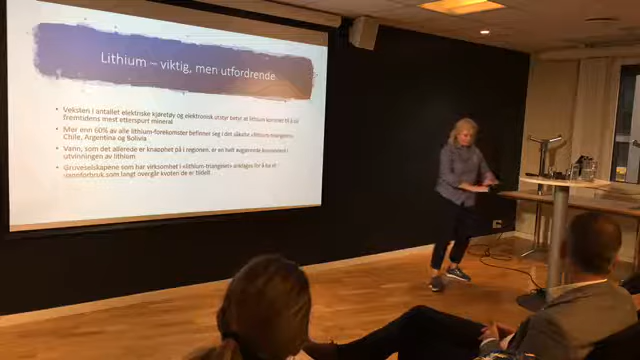 Lithium – viktig, men utfordrende
• Veksten i antallet elektriske kjøretøy og elektronisk utstyr betyr at lithium kommer til å bli
fremtidens mest etterspurt mineral
• Mer enn 60% av alle lithium-forekomster befinner seg i det såkalte «lithium-triangelet»
Chile, Argentina og Bolivia
• Vann, som det allerede er knapphet på i regionen, er en helt avgjørende komponent i
utvinningen av lithium
• Gruveselskapene som har virksomhet i «lithium-triangelet» anklages for å ha et
vannforbruk som langt overgår kvoten de er tildelt